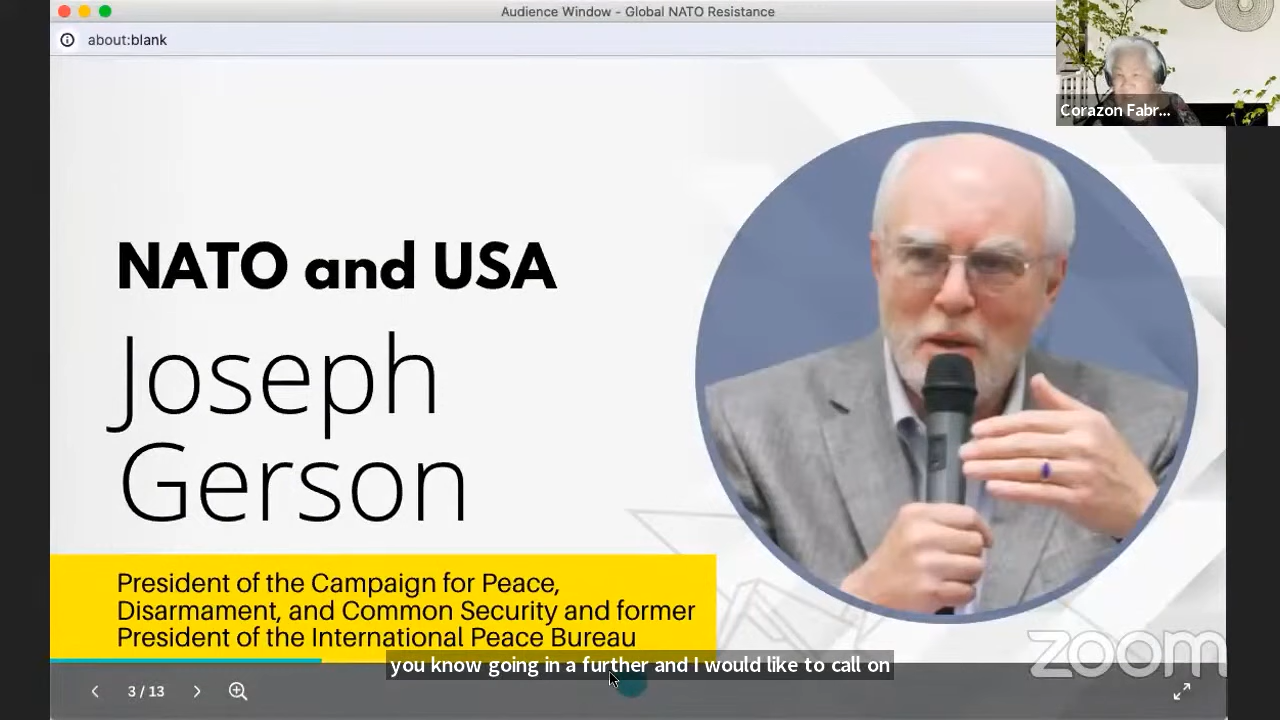 Audience Window - Global NATO Resistance
about:blank
Corazon Fabr...
NATO and USA
Joseph
Gerson
President of the Campaign for Peace,
Disarmament, and Common Security and former
President of the International Peace Bureau
you know going in a further and I would like to call on
zoom
3 / 13